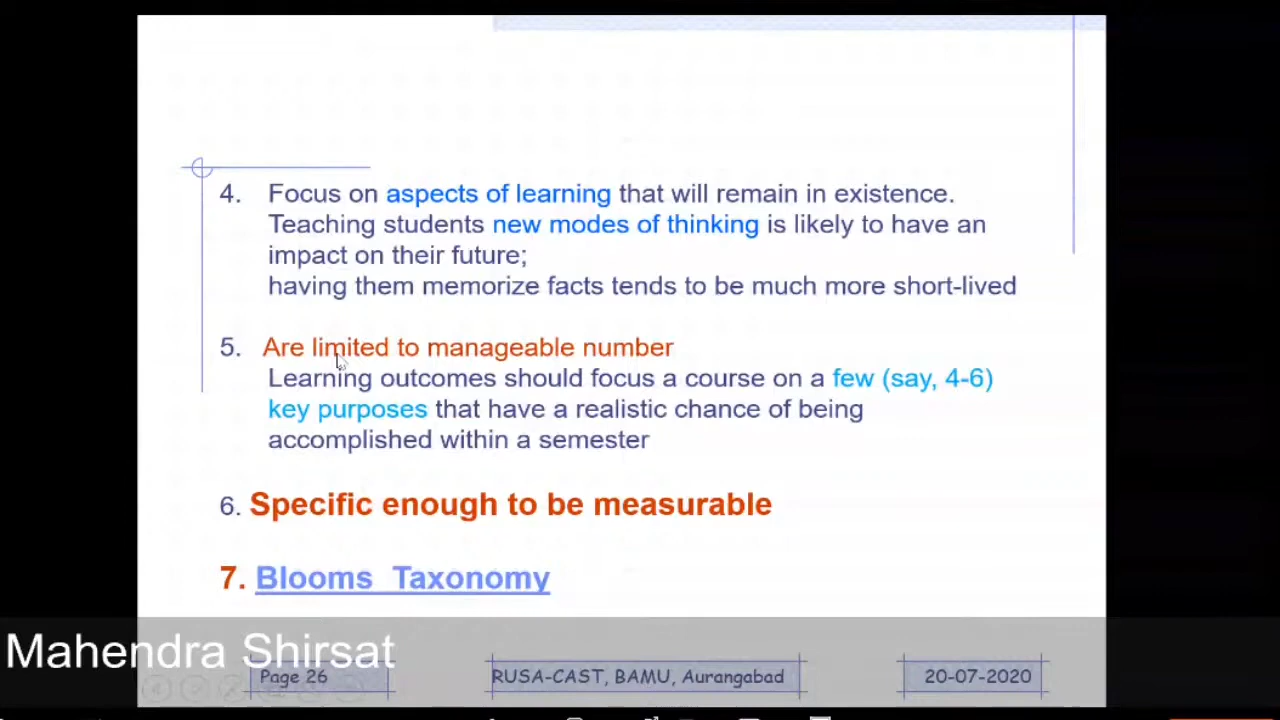 4. Focus on aspects of learning that will remain in existence.
Teaching students new modes of thinking is likely to have an
impact on their future;
having them memorize facts tends to be much more short-lived
5. Are limited to manageable number
Learning outcomes should focus a course on a few (say, 4-6)
key purposes that have a realistic chance of being
accomplished within a semester
6. Specific enough to be measurable
7. Blooms Taxonomy
Mahendra Shirsat
Page 26
RUSA-CAST, BAMU, Aurangabad
20-07-2020